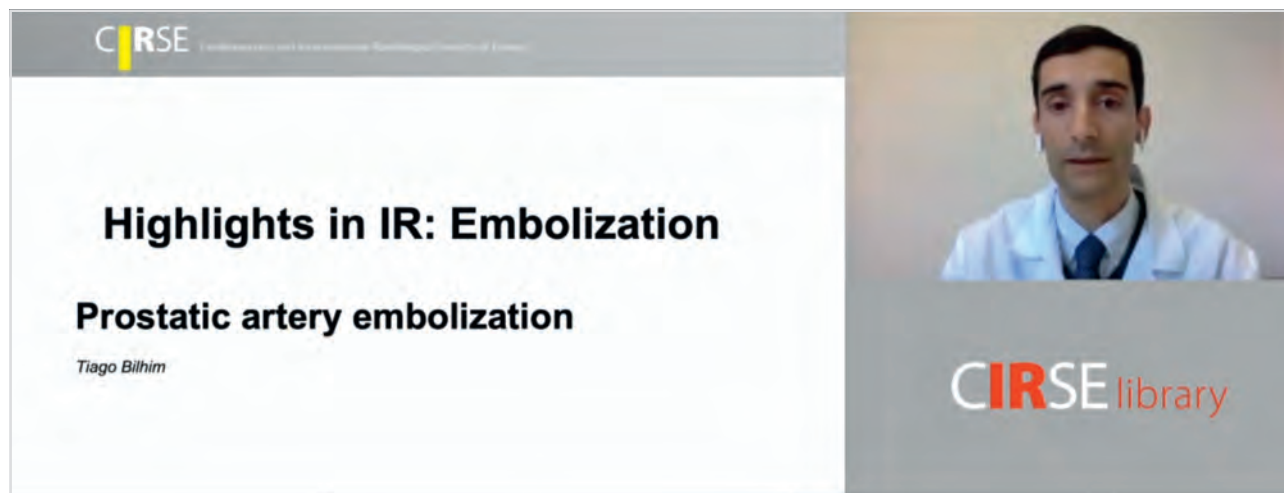 CIRSE
Highlights in IR: Embolization
Prostatic artery embolization
Tiago Bilhim
CIRSE library